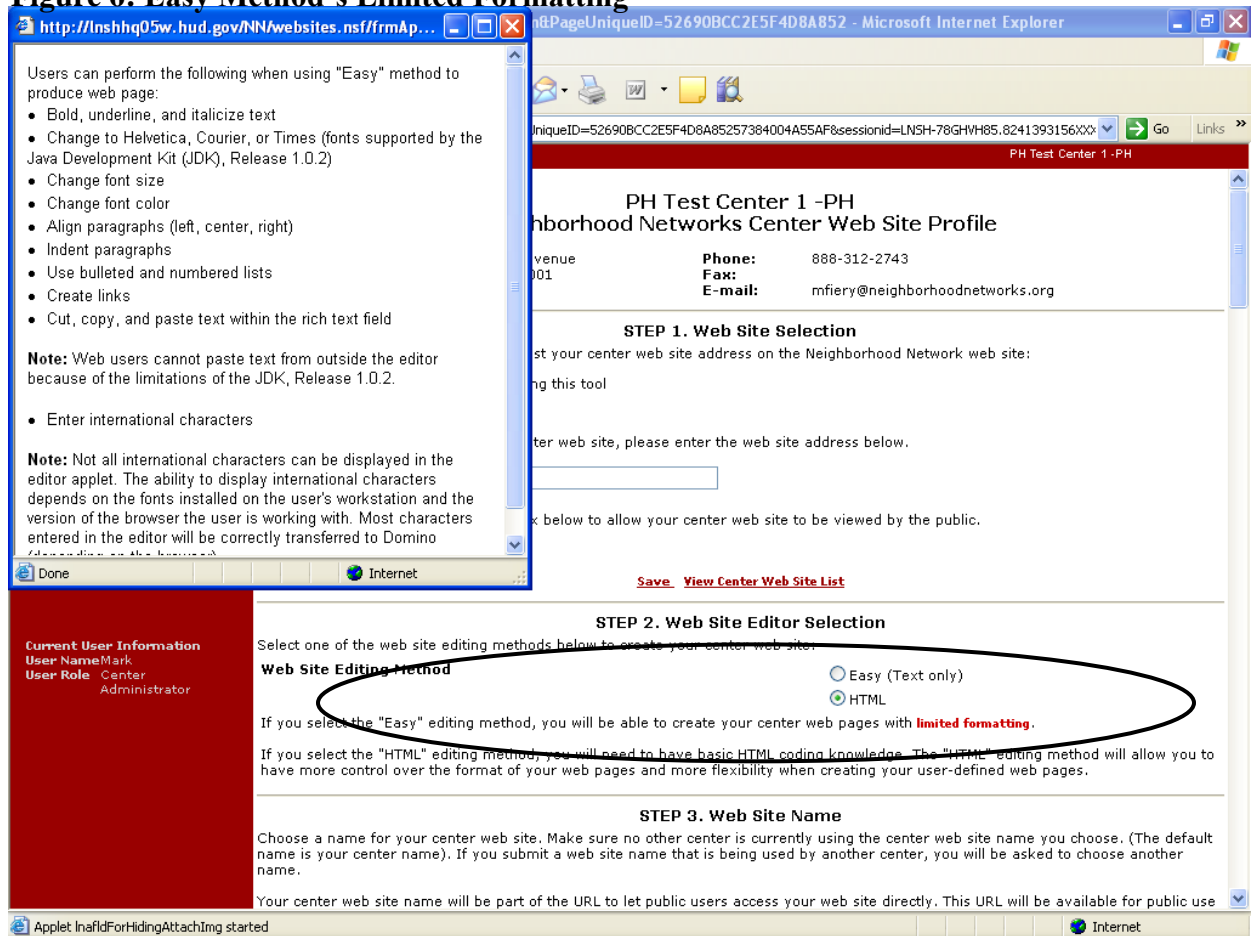 Figure 6: Easy Method's Limited Formatting
http://lnshhq05w.hud.gov/NN/websites.nsf/frmAp...
n&PageUniqueID=52690BCC2E5F4D8A852 - Microsoft Internet Explorer
Users can perform the following when using "Easy" method to
produce web page:
• Bold, underline, and italicize text
• Change to Helvetica, Courier, or Times (fonts supported by the
Java Development Kit (JDK), Release 1.0.2)
• Change font size
• Change font color
• Align paragraphs (left, center, right)
• Indent paragraphs
• Use bulleted and numbered lists
• Create links
• Cut, copy, and paste text within the rich text field
Note: Web users cannot paste text from outside the editor
because of the limitations of the JDK, Release 1.0.2.
• Enter international characters
Note: Not all international characters can be displayed in the
editor applet. The ability to display international characters
depends on the fonts installed on the user's workstation and the
version of the browser the user is working with. Most characters
entered in the editor will be correctly transferred to Domino
(depending on the browser)
Done
Internet
JniqueID=52690BCC2E5F4D8A85257384004A55AF&sessionid=LNSH-78GHVH85.8241393156XXX
Go
Links »
PH Test Center 1 -PH
PH Test Center 1 -PH
hborhood Networks Center Web Site Profile
venue
Phone:
888-312-2743
001
Fax:
E-mail:
mfiery@neighborhoodnetworks.org
STEP 1. Web Site Selection
st your center web site address on the Neighborhood Network web site:
ng this tool
ter web site, please enter the web site address below.
x below to allow your center web site to be viewed by the public.
Save
View Center Web Site List
STEP 2. Web Site Editor Selection
Current User Information
User Name Mark
User Role Center
Administrator
Select one of the web site editing methods below to create your center web site:
Web Site Editing Method
Easy (Text only)
HTML
If you select the "Easy" editing method, you will be able to create your center web pages with limited formatting.
If you select the "HTML" editing method, you will need to have basic HTML coding knowledge. The "HTML" editing method will allow you to
have more control over the format of your web pages and more flexibility when creating your user-defined web pages.
STEP 3. Web Site Name
Choose a name for your center web site. Make sure no other center is currently using the center web site name you choose. (The default
name is your center name). If you submit a web site name that is being used by another center, you will be asked to choose another
name.
Your center web site name will be part of the URL to let public users access your web site directly. This URL will be available for public use
Applet lnafldForHidingAttachImg started
Internet